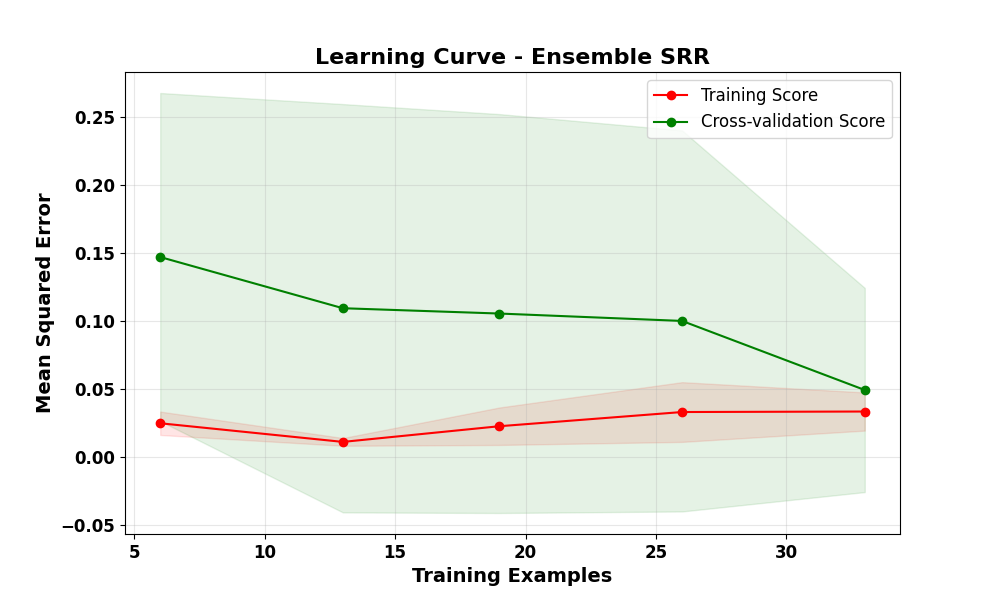 Learning Curve - Ensemble SRR
Training Score
Cross-validation Score
Mean Squared Error
0.25
0.20
0.15
0.10
0.05
0.00
−0.05
5 10 15 20 25 30
Training Examples